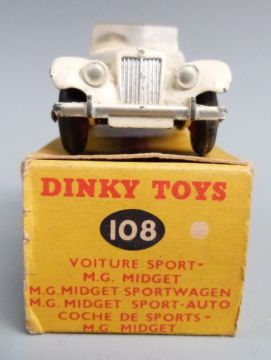 DINKY TOYS
108
VOITURE SPORT-
M.G. MIDGET
M.G. MIDGET SPORTWAGEN
M.G. MIDGET SPORT-AUTO
COCHE DE SPORTS-
M.G. MIDGET